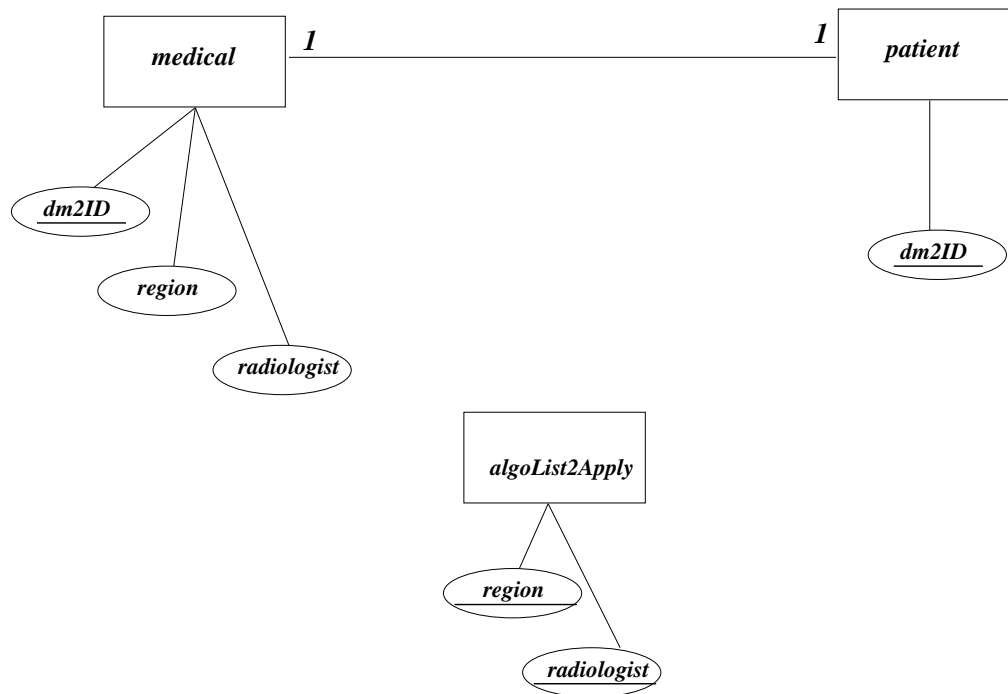 medical
1
1
patient
dm2ID
region
radiologist
dm2ID
algoList2Apply
region
radiologist